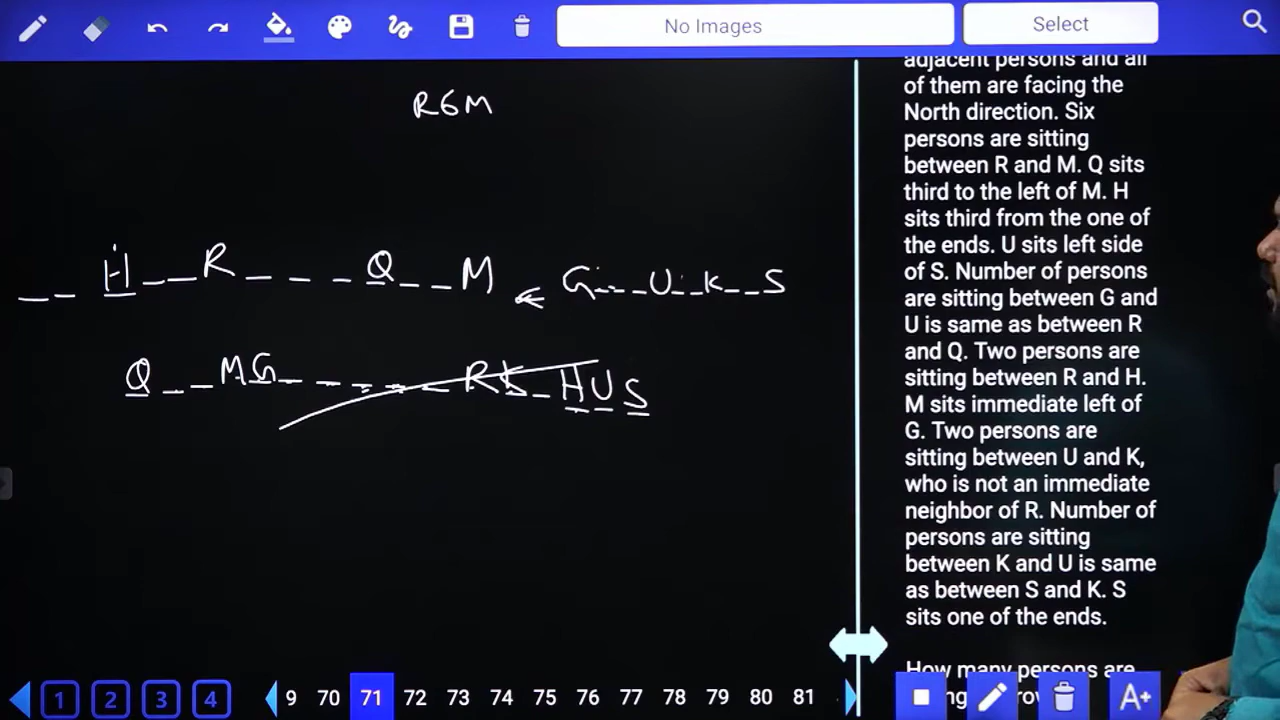 No Images
Select
R6M
_ _ H _ _ R _ _ _ _ Q _ _ M G _ _ _ _ U _ _ K _ _ S
Q _ _ M G _ _ _ _ _ _ R K _ H U S
adjacent persons and all
of them are facing the
North direction. Six
persons are sitting
between R and M. Q sits
third to the left of M. H
sits third from the one of
the ends. U sits left side
of S. Number of persons
are sitting between G and
U is same as between R
and Q. Two persons are
sitting between R and H.
M sits immediate left of
G. Two persons are
sitting between U and K,
who is not an immediate
neighbor of R. Number of
persons are sitting
between K and U is same
as between S and K. S
sits one of the ends.
How many persons are
1 2 3 4 9 70 71 72 73 74 75 76 77 78 79 80 81 A+